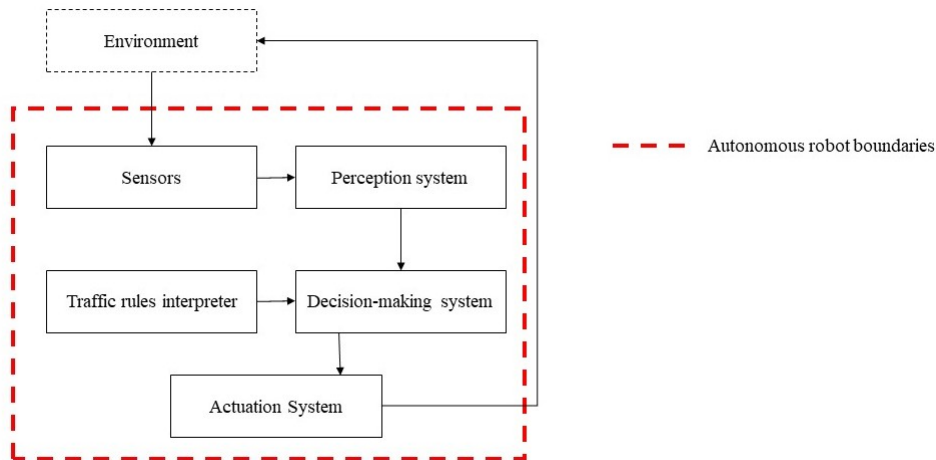 Environment
Autonomous robot boundaries
Sensors
Perception system
Traffic rules interpreter
Decision-making system
Actuation System